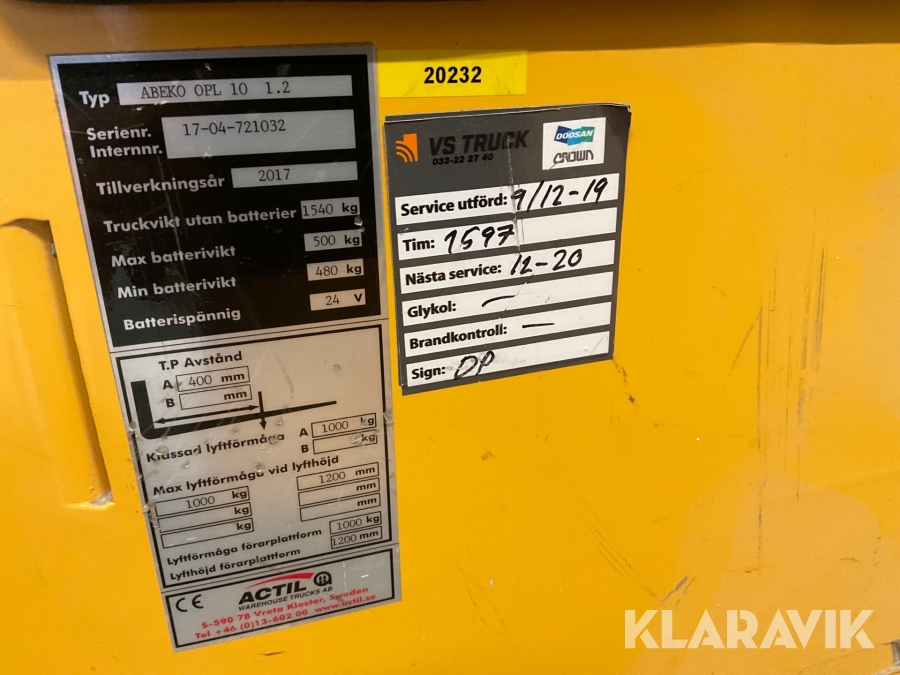 Typ ABEKO OPL 10 1.2
Serienr.
Internnr. 17-04-721032
Tillverkningsår 2017
Truckvikt utan batterier 1540 kg
Max batterivikt 500 kg
Min batterivikt 480 kg
Batterispännig 24 V
T.P Avstånd
A 400 mm
B mm
Klassad lyftförmåga A 1000 kg
B kg
Max lyftförmåga vid lyfthöjd
1000 kg 1200 mm
kg mm
kg mm
Lyftförmåga förarplattform 1000 kg
Lyfthöjd förarplattform 1200 mm
CE ACTIL
WAREHOUSE TRUCKS AB
S-590 78 Vreta Kloster, Sweden
Tel +46 (0)13-602 00 www.actil.se
20232
VS TRUCK
033-22 27 40
DOOSAN
CROWN
Service utförd: 9/12-19
Tim: 1597
Nästa service: 12-20
Glykol: —
Brandkontroll: —
Sign: DP
KLARAVIK